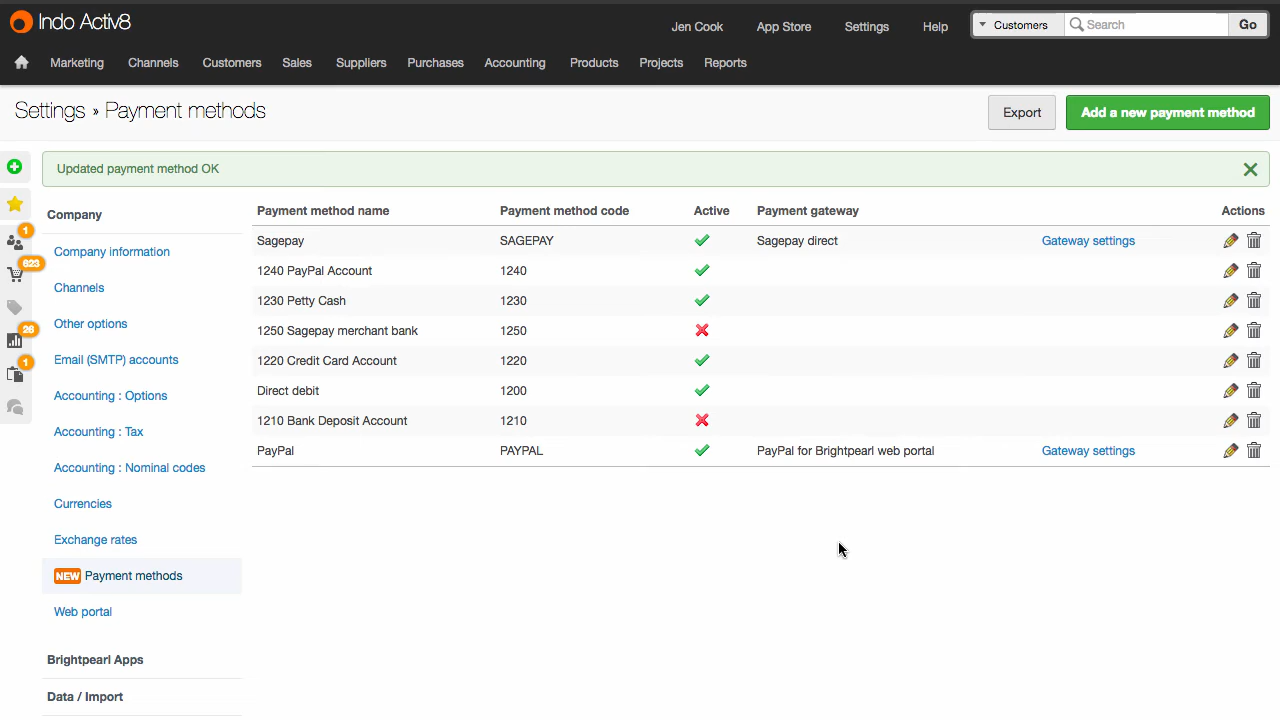 Indo Activ8
Jen Cook App Store Settings Help Customers Search Go
Marketing Channels Customers Sales Suppliers Purchases Accounting Products Projects Reports
Settings » Payment methods
Export Add a new payment method
Updated payment method OK
Company
Company information
Channels
Other options
Email (SMTP) accounts
Accounting : Options
Accounting : Tax
Accounting : Nominal codes
Currencies
Exchange rates
NEW Payment methods
Web portal
Brightpearl Apps
Data / Import
1
623
26
1
Payment method name Payment method code Active Payment gateway Actions
Sagepay SAGEPAY Sagepay direct Gateway settings
1240 PayPal Account 1240
1230 Petty Cash 1230
1250 Sagepay merchant bank 1250
1220 Credit Card Account 1220
Direct debit 1200
1210 Bank Deposit Account 1210
PayPal PAYPAL PayPal for Brightpearl web portal Gateway settings